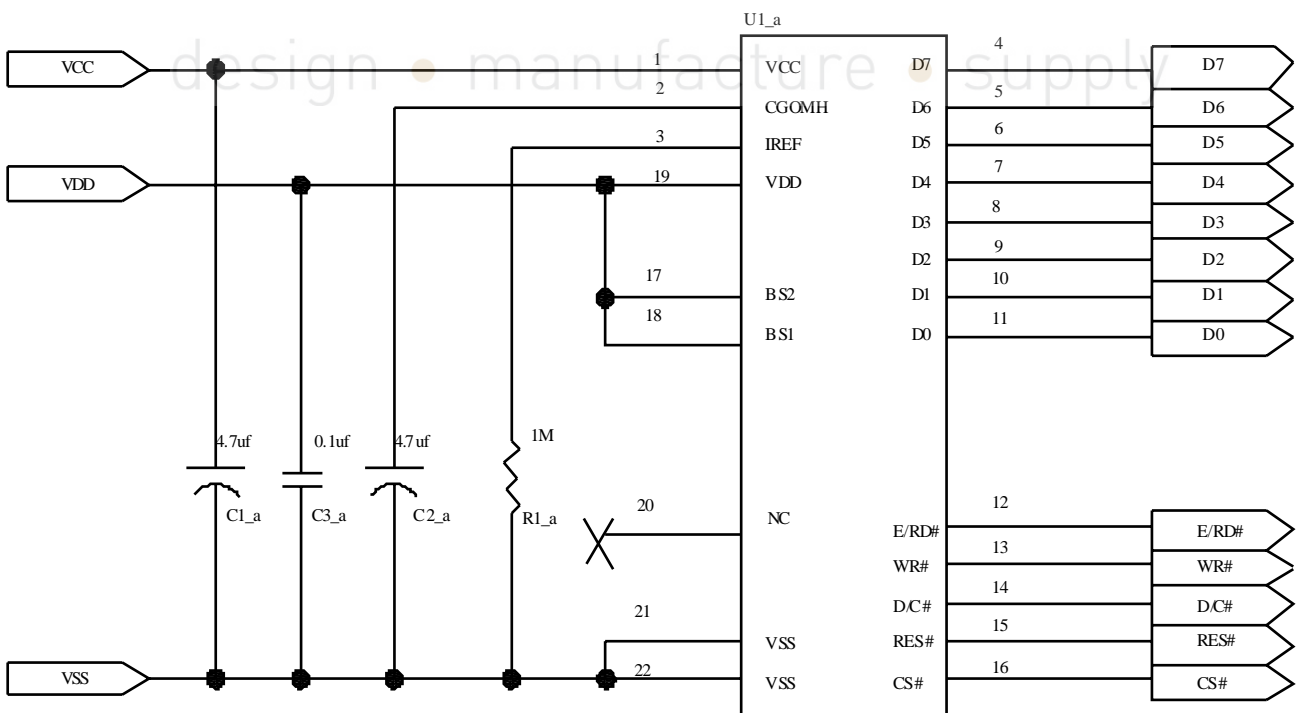 U1_a
design • manufacture • supply
VCC 1 VCC D7 4 D7
2 CGOMH D6 5 D6
3 IREF D5 6 D5
VDD 19 VDD D4 7 D4
D3 8 D3
D2 9 D2
17 BS2 D1 10 D1
18 BS1 D0 11 D0
4.7uf 0.1uf 4.7uf 1M
C1_a C3_a C2_a R1_a 20 NC
E/RD# 12 E/RD#
WR# 13 WR#
D/C# 14 D/C#
21 VSS RES# 15 RES#
VSS 22 VSS CS# 16 CS#